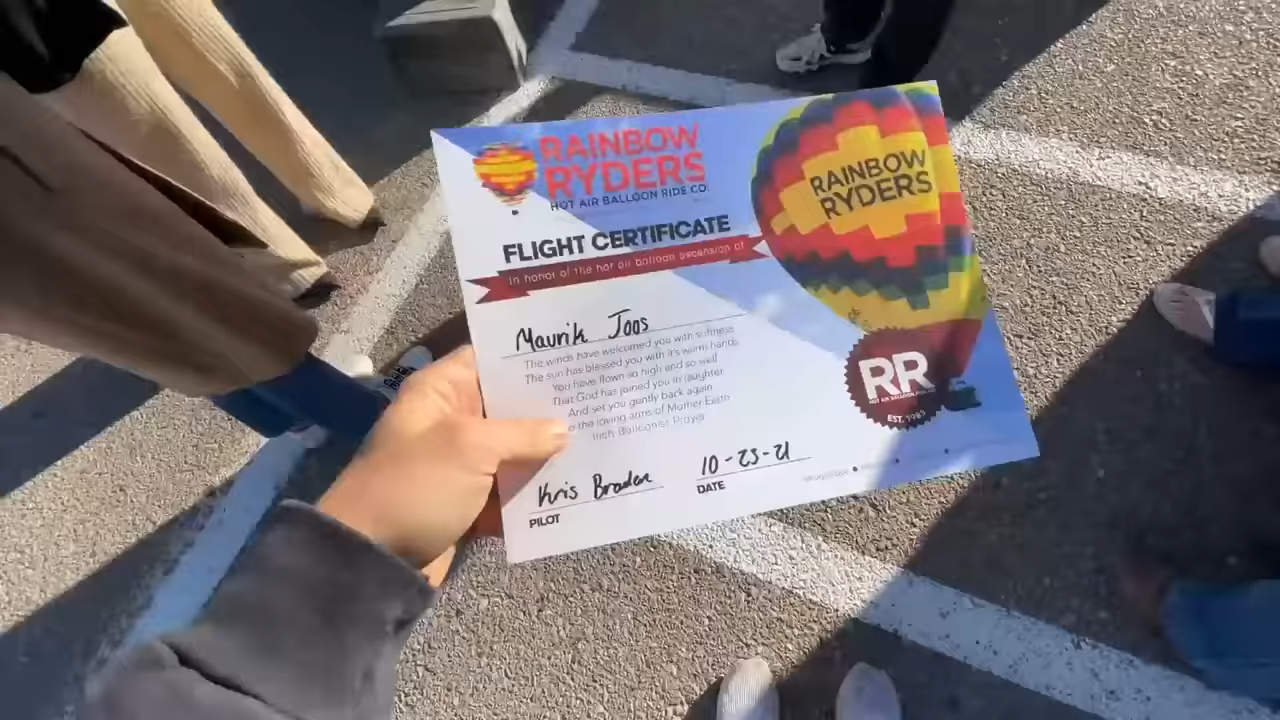 RAINBOW
RYDERS
HOT AIR BALLOON RIDE CO.
RAINBOW
RYDERS
FLIGHT CERTIFICATE
In honor of the hot air balloon ascension of
Maurik Joos
The winds have welcomed you with softness
The sun has blessed you with it's warm hands
You have flown so high and so well
That God has joined you in laughter
And set you gently back again
the loving arms of Mother Earth
Irish Balloonist Prayer
RR
HOT AIR BALLOON RIDE CO.
EST. 1983
Kris Braden
10-25-21
PILOT
DATE